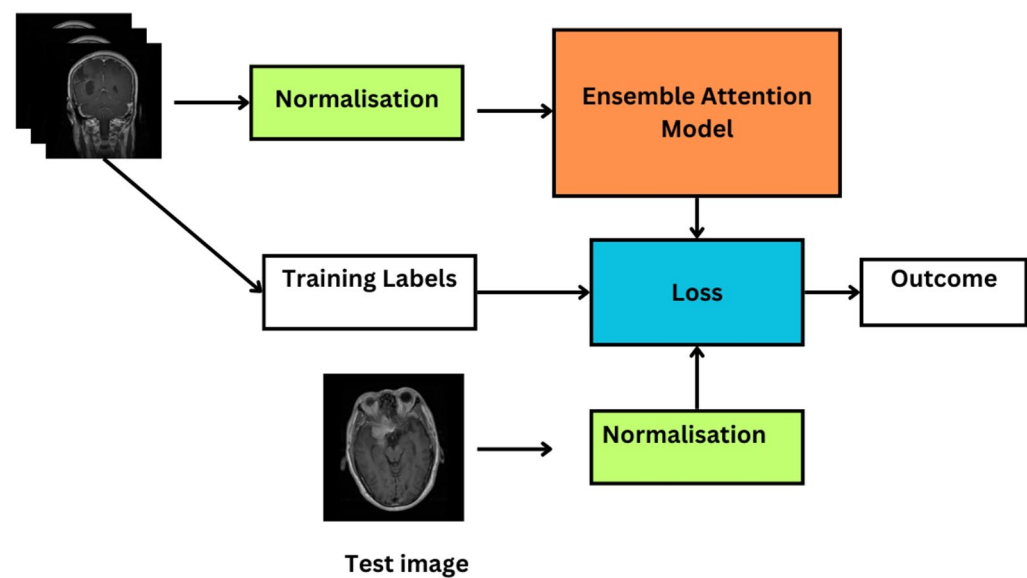 Normalisation
Ensemble Attention
Model
Training Labels
Loss
Outcome
Normalisation
Test image